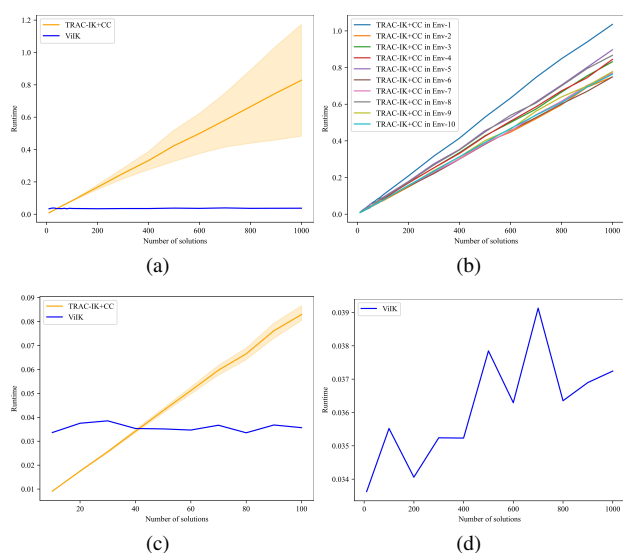 1.2
1.0
0.8
0.6
0.4
0.2
0.0
Runtime
TRAC-IK+CC
ViIK
0 200 400 600 800 1000
Number of solutions
(a)
1.0
0.8
0.6
0.4
0.2
0.0
Runtime
TRAC-IK+CC in Env-1
TRAC-IK+CC in Env-2
TRAC-IK+CC in Env-3
TRAC-IK+CC in Env-4
TRAC-IK+CC in Env-5
TRAC-IK+CC in Env-6
TRAC-IK+CC in Env-7
TRAC-IK+CC in Env-8
TRAC-IK+CC in Env-9
TRAC-IK+CC in Env-10
0 200 400 600 800 1000
Number of solutions
(b)
0.09
0.08
0.07
0.06
0.05
0.04
0.03
0.02
0.01
Runtime
TRAC-IK+CC
ViIK
20 40 60 80 100
Number of solutions
(c)
0.039
0.038
0.037
0.036
0.035
0.034
Runtime
ViIK
0 200 400 600 800 1000
Number of solutions
(d)